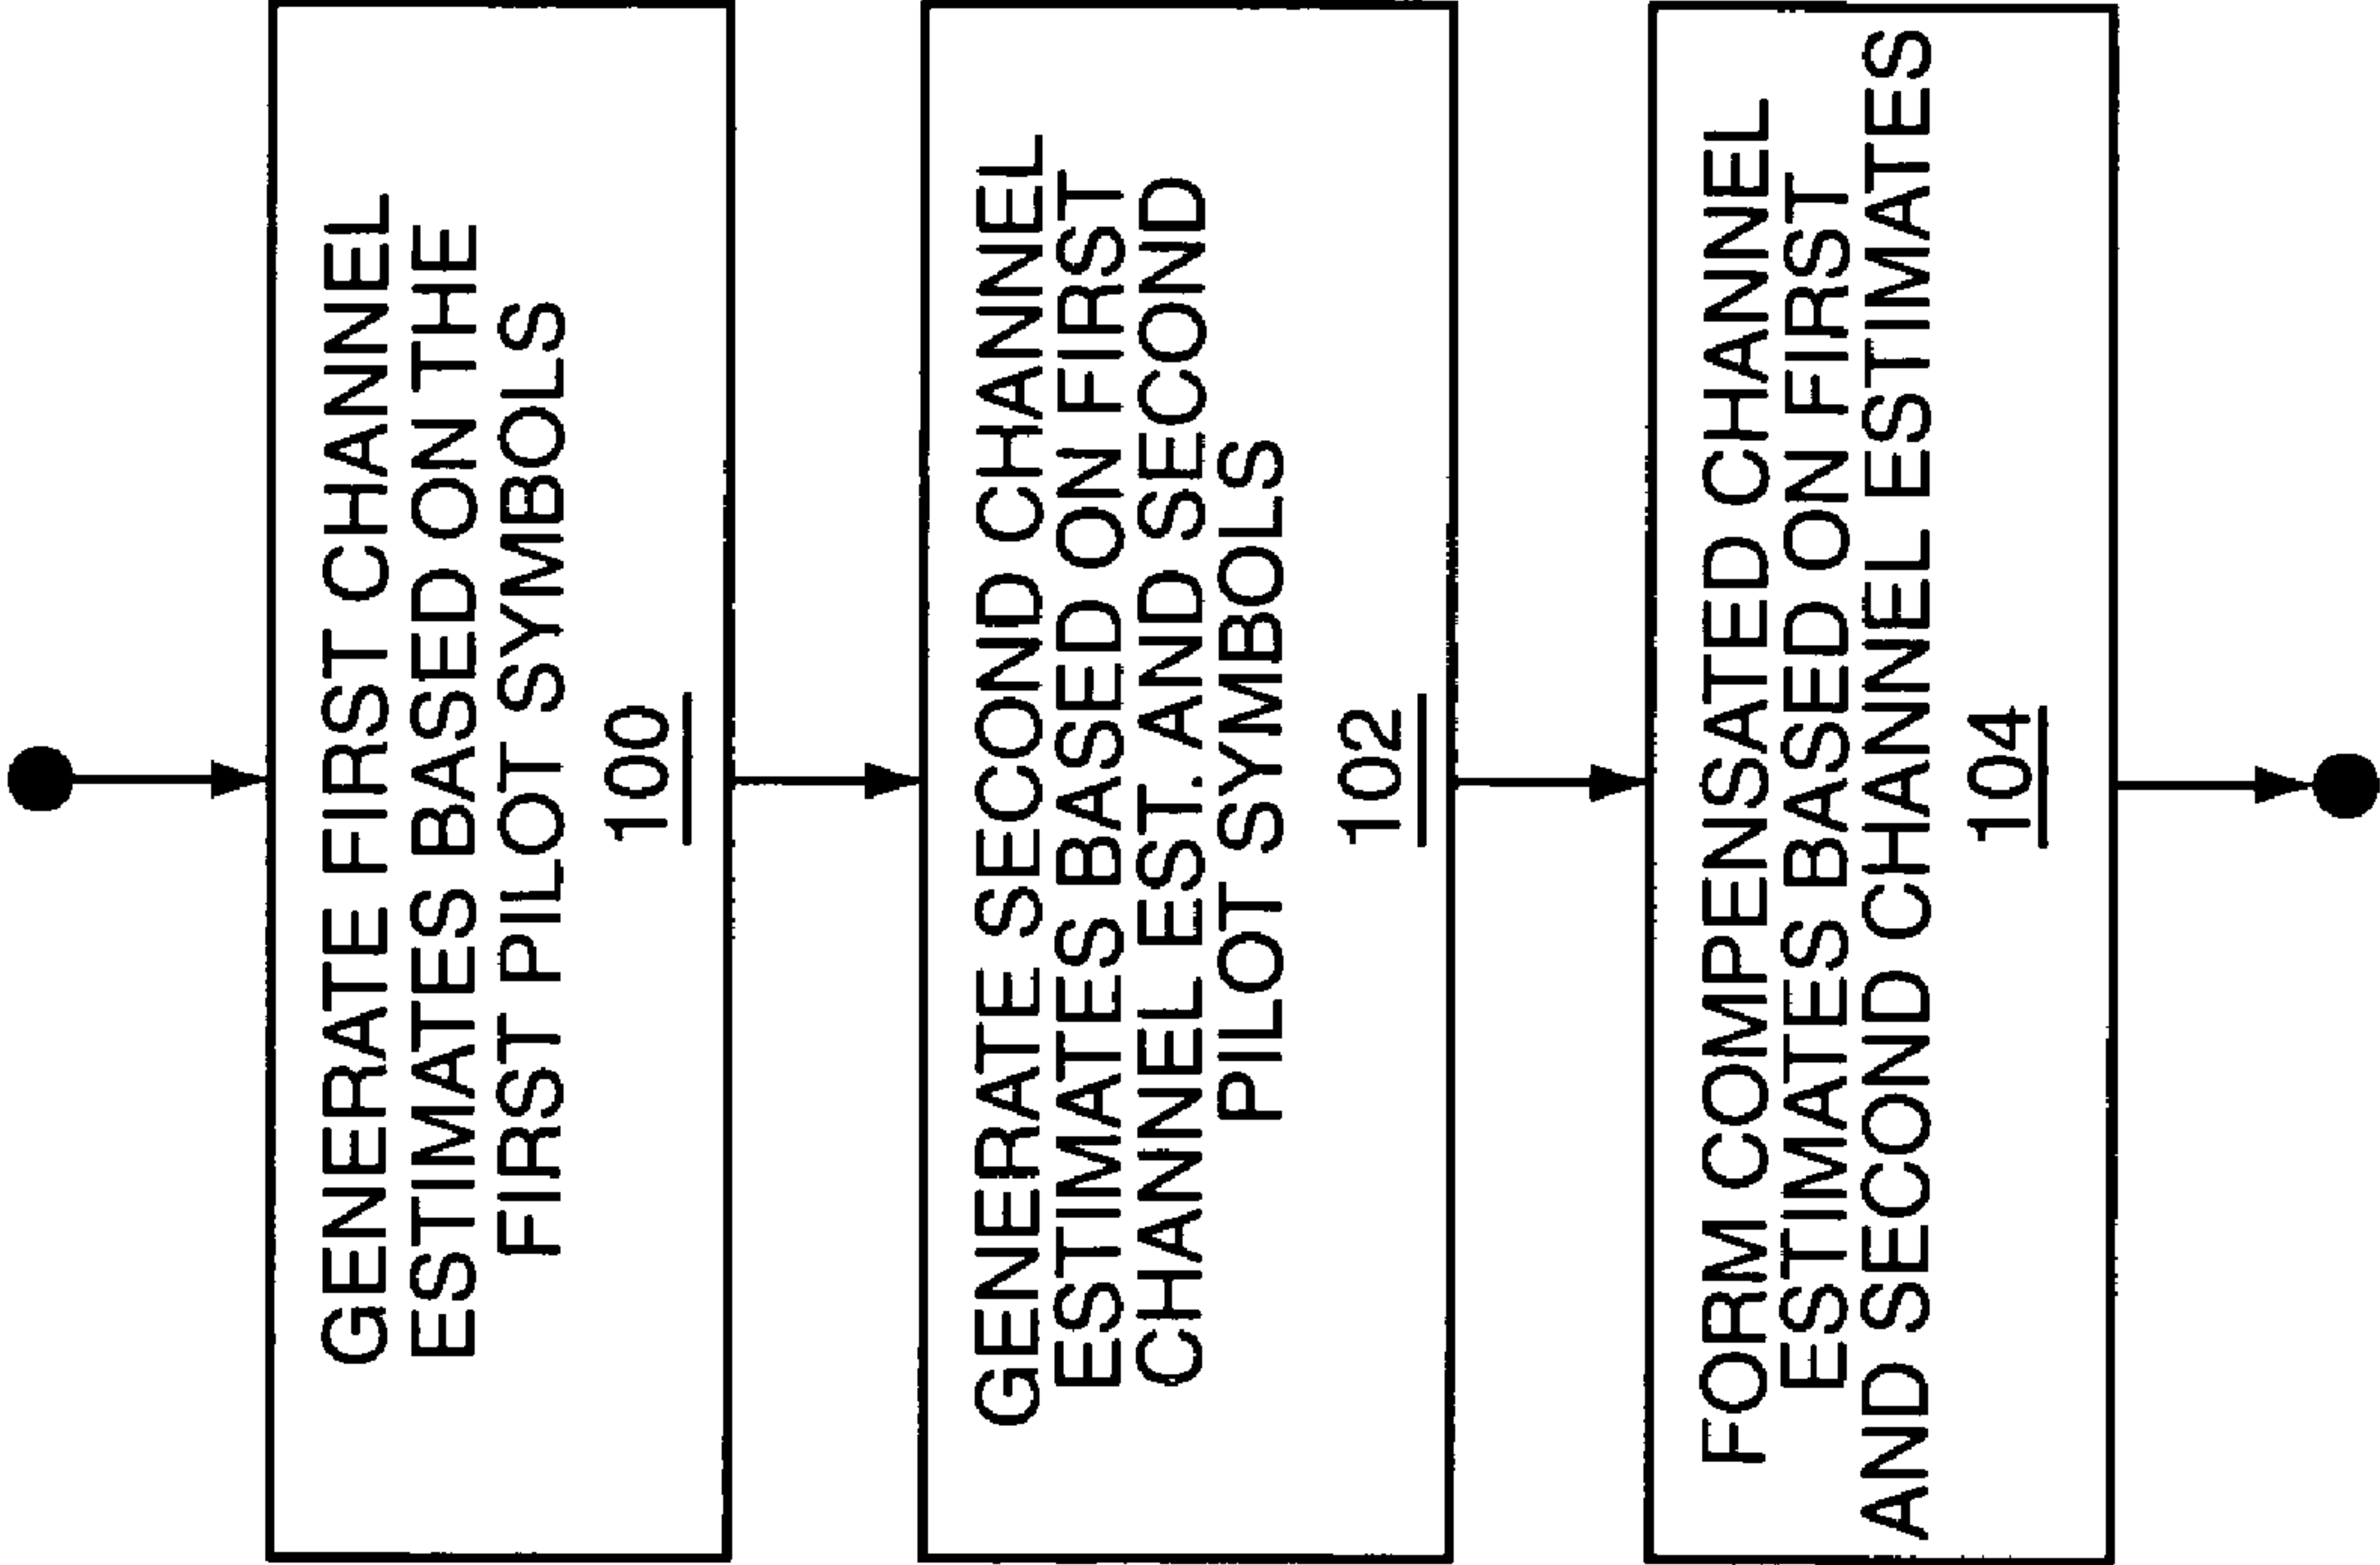 GENERATE FIRST CHANNEL
ESTIMATES BASED ON THE
FIRST PILOT SYMBOLS
100
GENERATE SECOND CHANNEL
ESTIMATES BASED ON FIRST
CHANNEL EST. AND SECOND
PILOT SYMBOLS
102
FORM COMPENSATED CHANNEL
ESTIMATES BASED ON FIRST
AND SECOND CHANNEL ESTIMATES
104